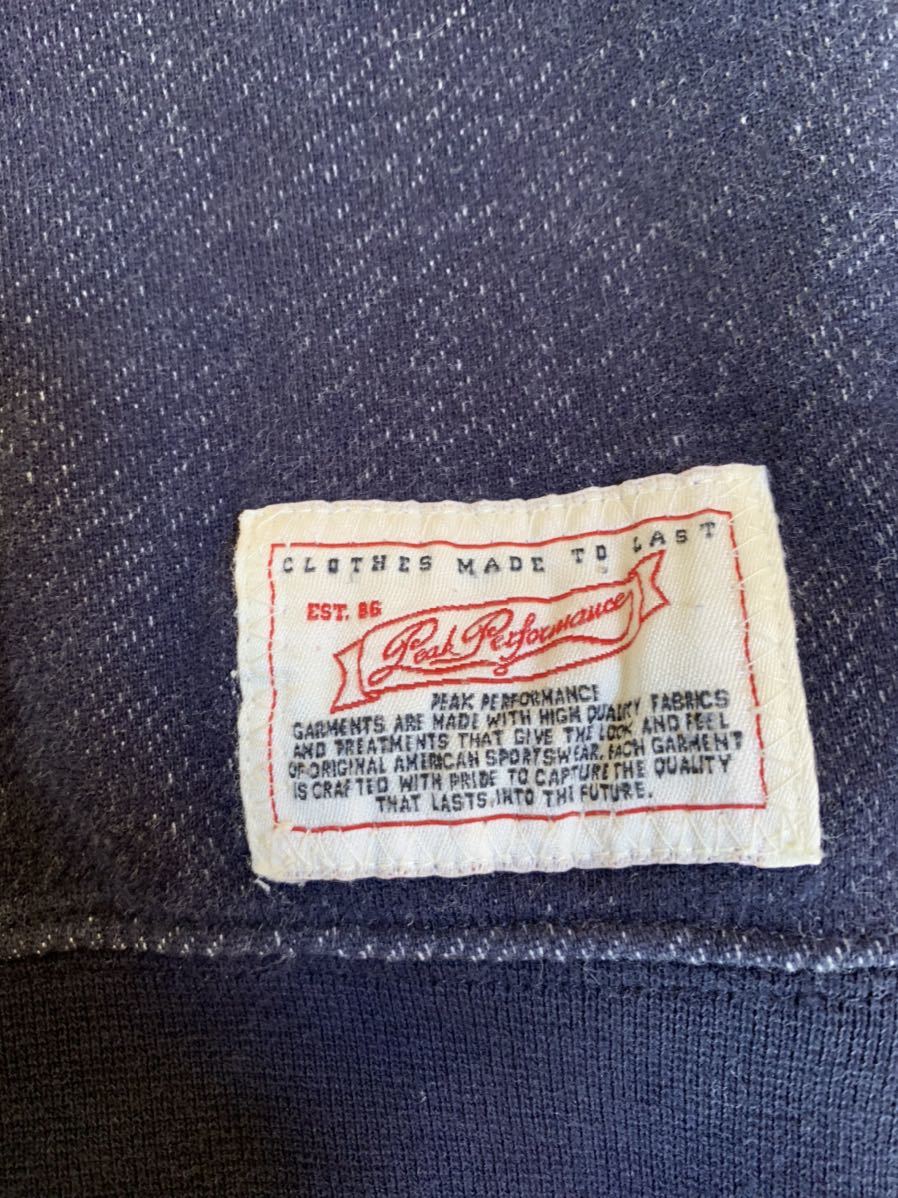 CLOTHES MADE TO LAST
EST. 86
Peak Performance
PEAK PERFORMANCE
GARMENTS ARE MADE WITH HIGH QUALITY FABRICS
AND TREATMENTS THAT GIVE THE LOOK AND FEEL
OF ORIGINAL AMERICAN SPORTSWEAR. EACH GARMENT
IS CRAFTED WITH PRIDE TO CAPTURE THE QUALITY
THAT LASTS, INTO THE FUTURE.